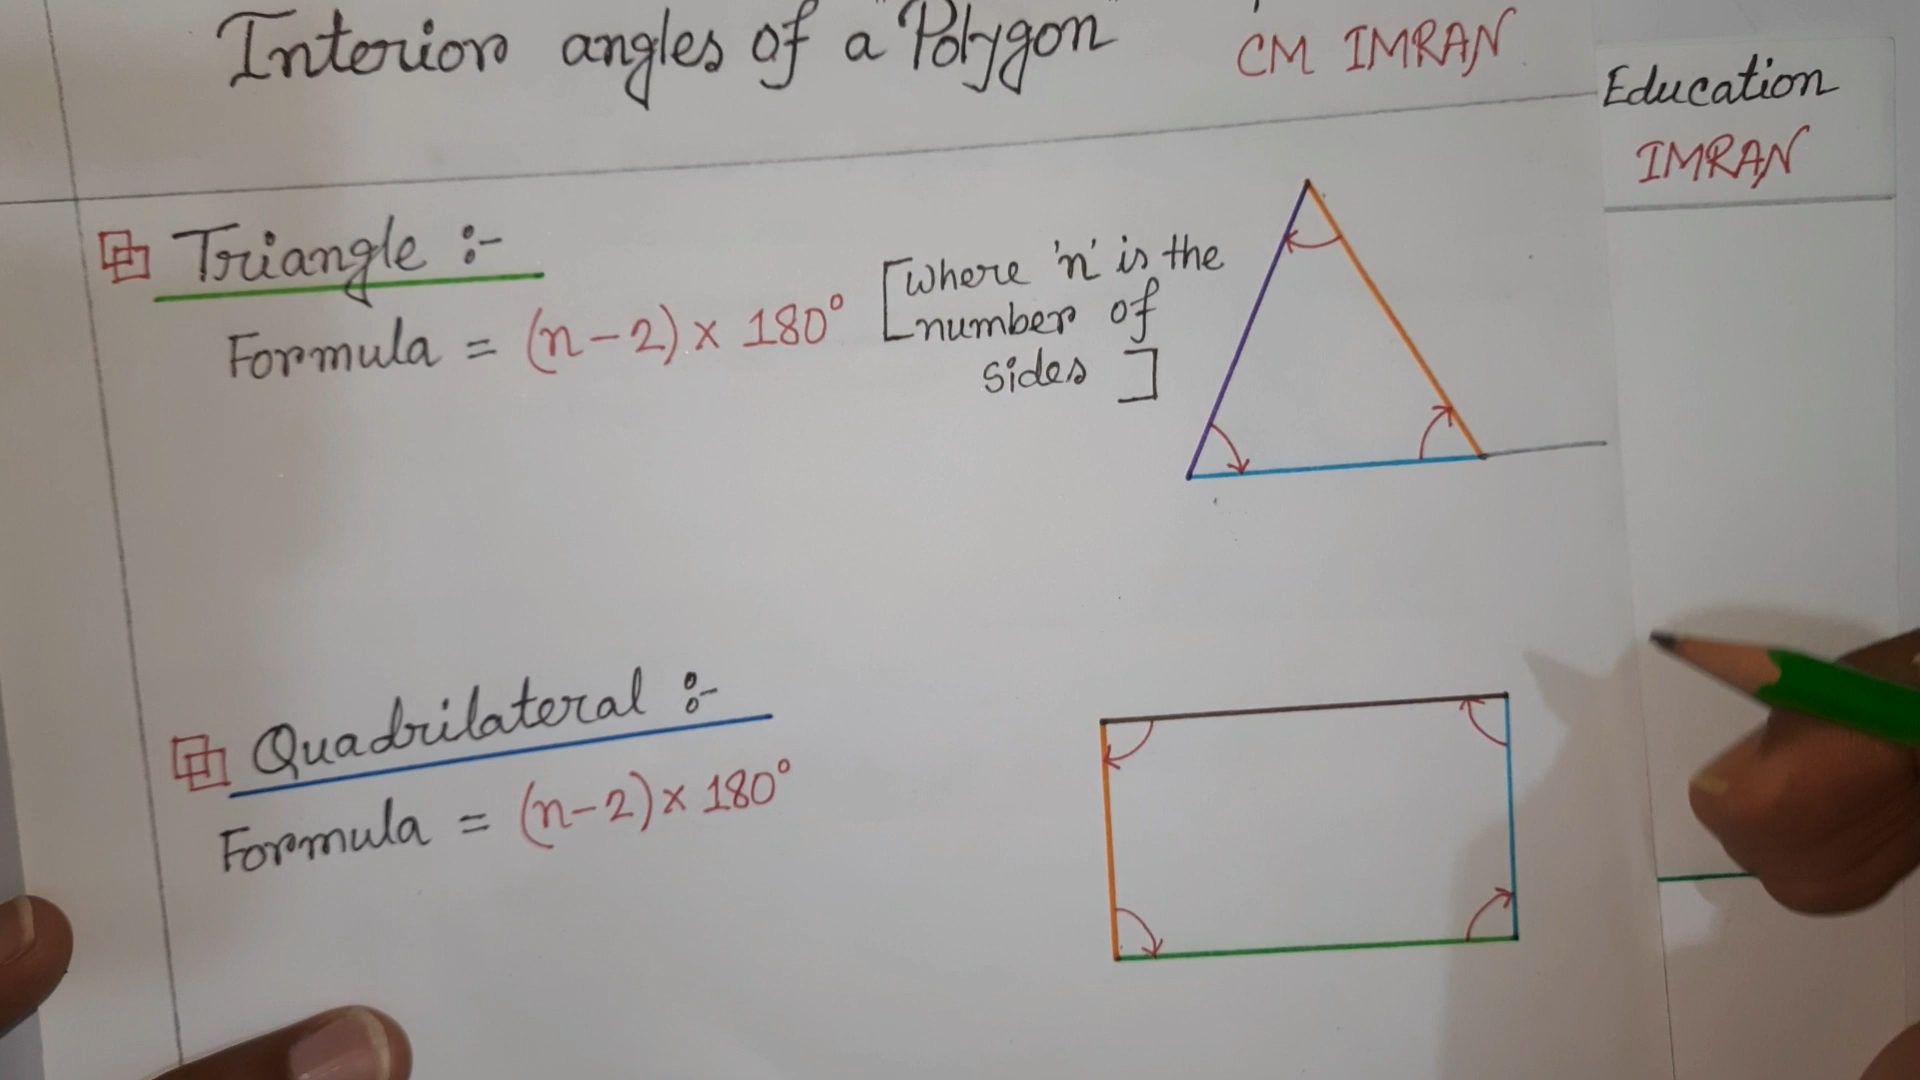 Interior angles of a "Polygon"
CM IMRAN
Education
IMRAN
Triangle :-
Formula = (n-2) × 180°
[where 'n' is the
number of
sides ]
Quadrilateral :-
Formula = (n-2) × 180°